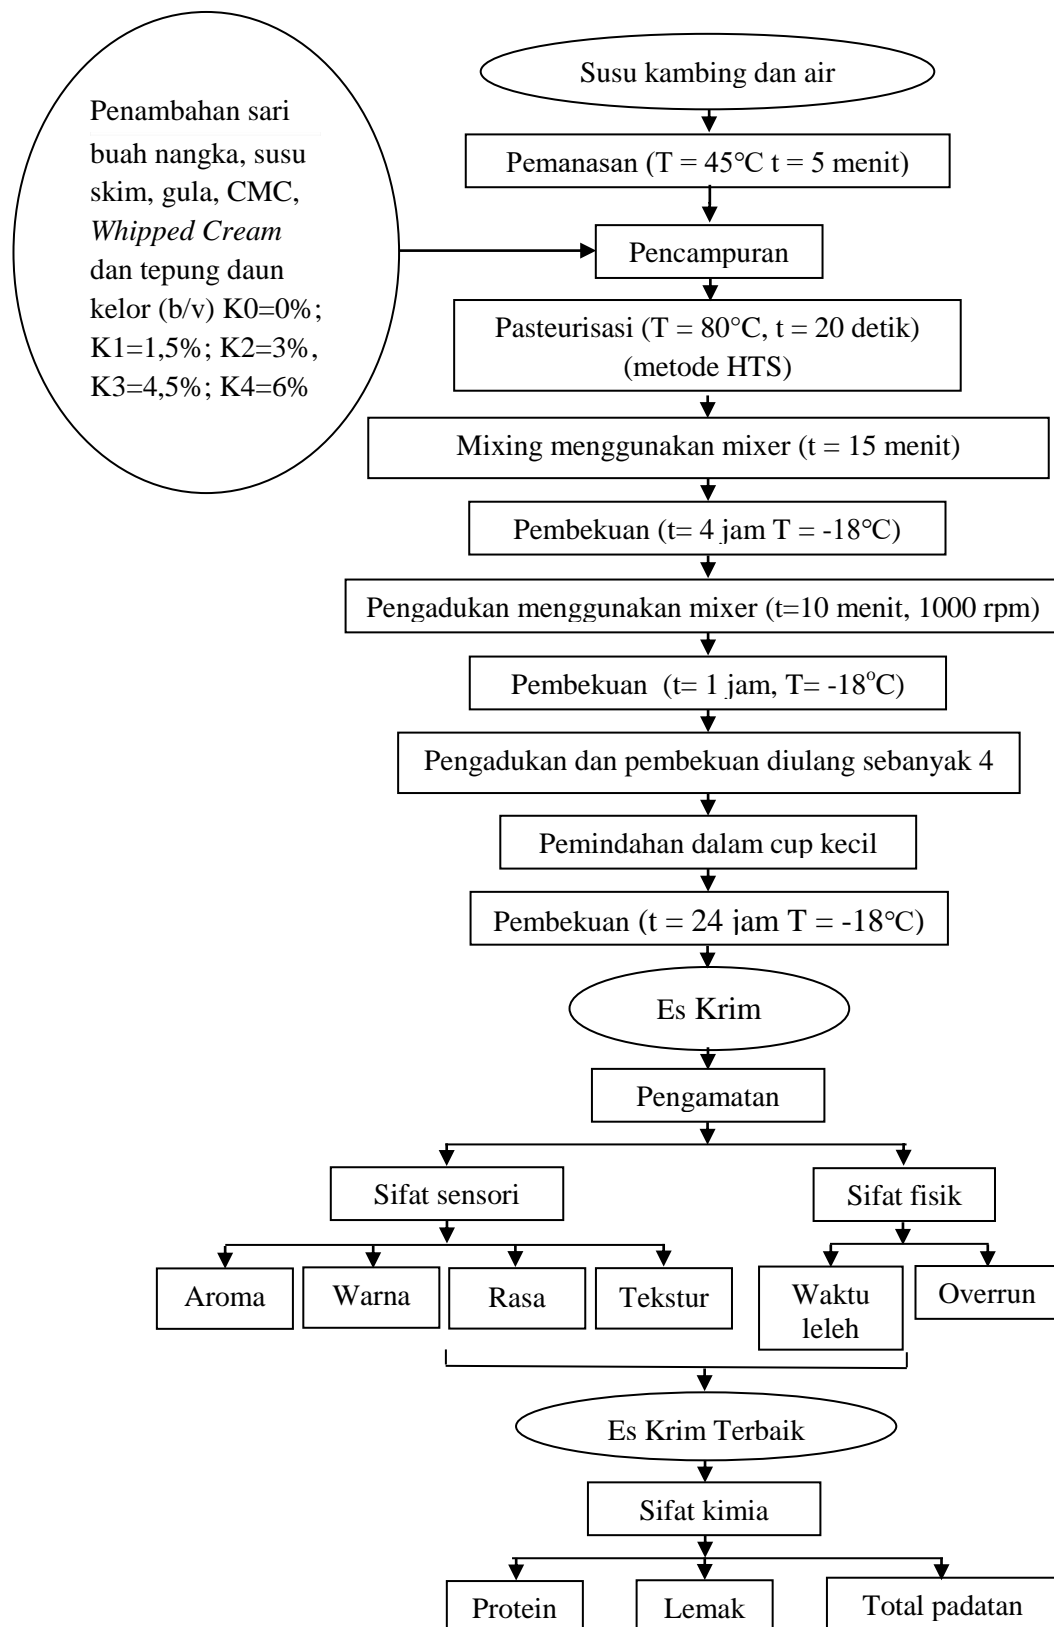 Susu kambing dan air
Penambahan sari
buah nangka, susu
skim, gula, CMC,
Whipped Cream
dan tepung daun
kelor (b/v) K0=0%;
K1=1,5%; K2=3%,
K3=4,5%; K4=6%
Pemanasan (T = 45°C t = 5 menit)
Pencampuran
Pasteurisasi (T = 80°C, t = 20 detik)
(metode HTS)
Mixing menggunakan mixer (t = 15 menit)
Pembekuan (t= 4 jam T = -18°C)
Pengadukan menggunakan mixer (t=10 menit, 1000 rpm)
Pembekuan (t= 1 jam, T= -18°C)
Pengadukan dan pembekuan diulang sebanyak 4
Pemindahan dalam cup kecil
Pembekuan (t = 24 jam T = -18°C)
Es Krim
Pengamatan
Sifat sensori
Sifat fisik
Aroma
Warna
Rasa
Tekstur
Waktu
leleh
Overrun
Es Krim Terbaik
Sifat kimia
Protein
Lemak
Total padatan